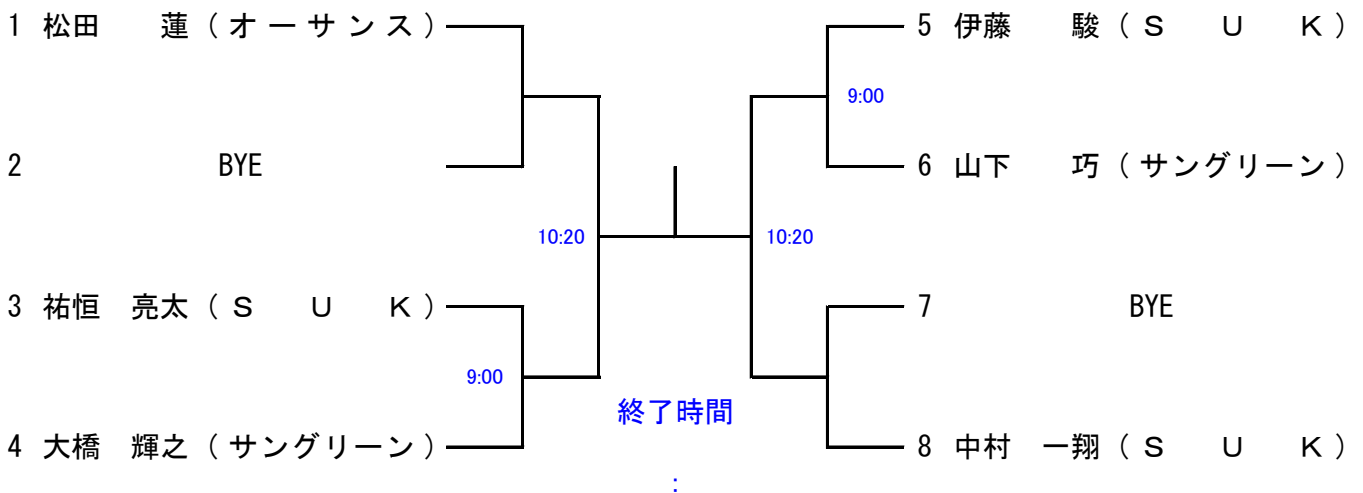 1 松田 蓮 ( オーサンス ) 5 伊藤 駿 ( S U K )
9:00
2 BYE 6 山下 巧 ( サングリーン )
10:20 10:20
3 祐恒 亮太 ( S U K ) 7 BYE
9:00
終了時間
4 大橋 輝之 ( サングリーン ) 8 中村 一翔 ( S U K )
: